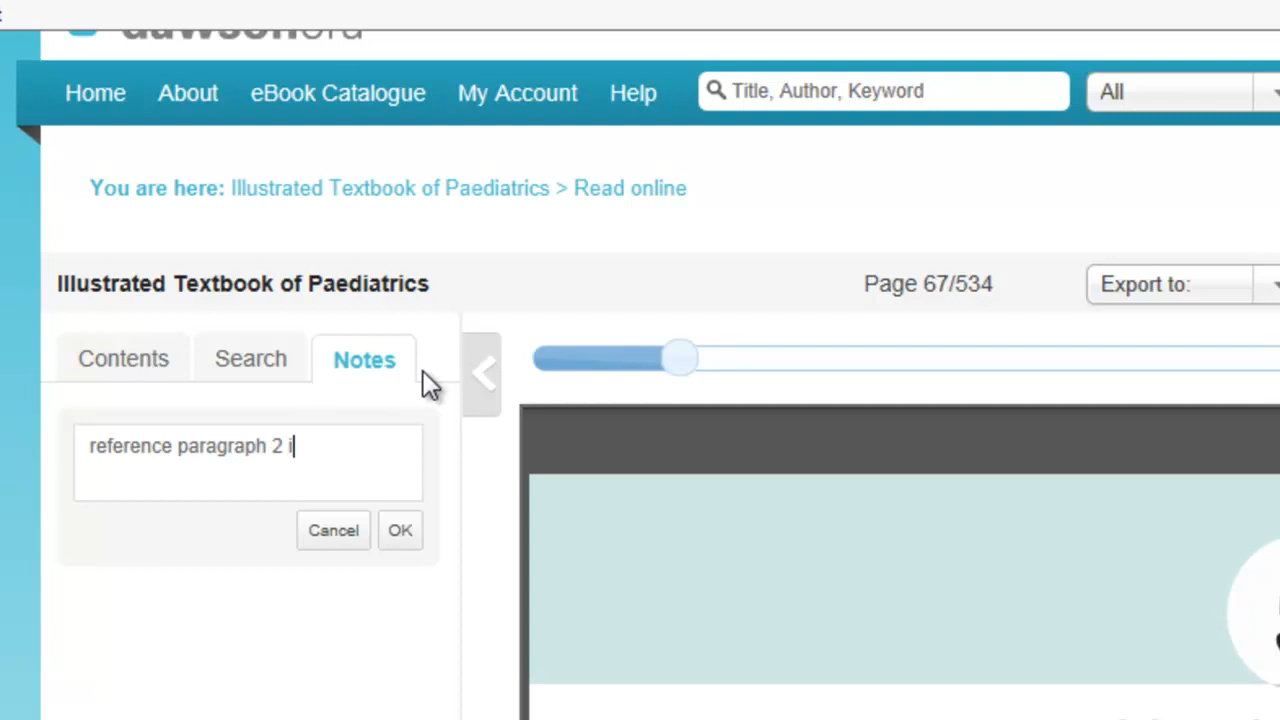 dawsonera
Home About eBook Catalogue My Account Help Title, Author, Keyword All
You are here: Illustrated Textbook of Paediatrics > Read online
Illustrated Textbook of Paediatrics Page 67/534 Export to:
Contents Search Notes
reference paragraph 2 i
Cancel OK